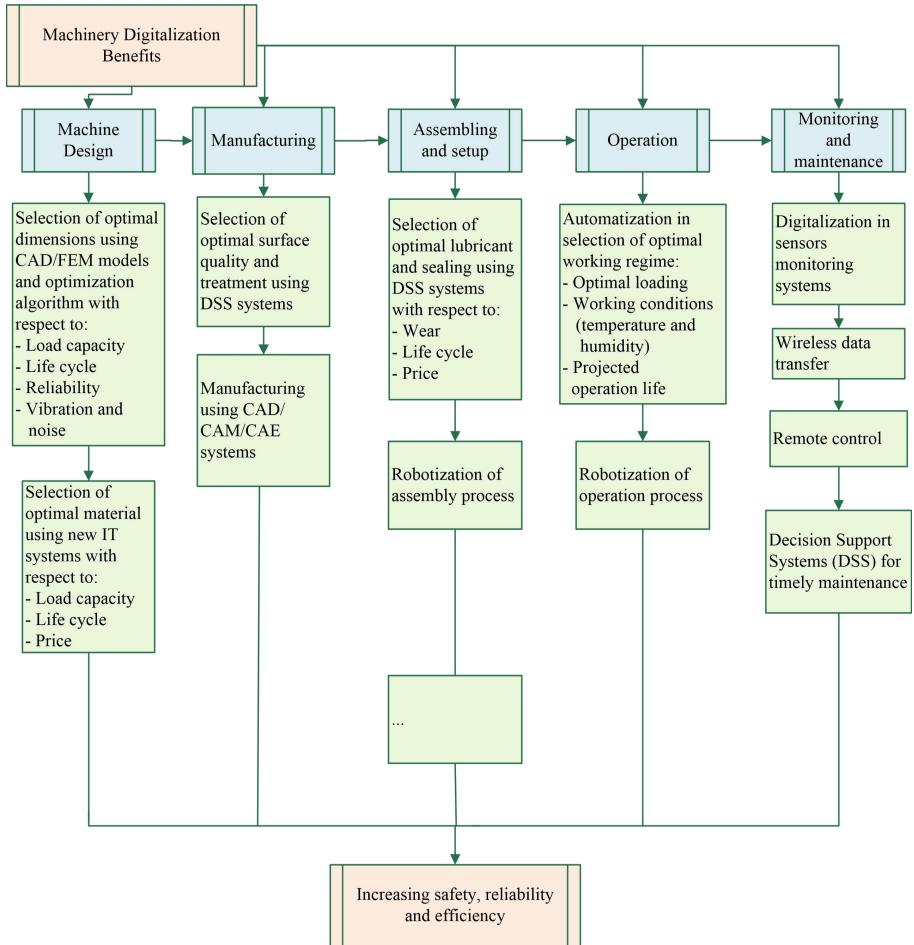 Machinery Digitalization
Benefits
Machine
Design
Manufacturing
Assembling
and setup
Operation
Monitoring
and
maintenance
Selection of optimal
dimensions using
CAD/FEM models
and optimization
algorithm with
respect to:
- Load capacity
- Life cycle
- Reliability
- Vibration and
noise
Selection of
optimal material
using new IT
systems with
respect to:
- Load capacity
- Life cycle
- Price
Selection of
optimal surface
quality and
treatment using
DSS systems
Manufacturing
using CAD/
CAM/CAE
systems
Selection of
optimal lubricant
and sealing using
DSS systems
with respect to:
- Wear
- Life cycle
- Price
Robotization of
assembly process
...
Automatization in
selection of optimal
working regime:
- Optimal loading
- Working conditions
(temperature and
humidity)
- Projected
operation life
Robotization of
operation process
Digitalization in
sensors
monitoring
systems
Wireless data
transfer
Remote control
Decision Support
Systems (DSS) for
timely maintenance
Increasing safety, reliability
and efficiency